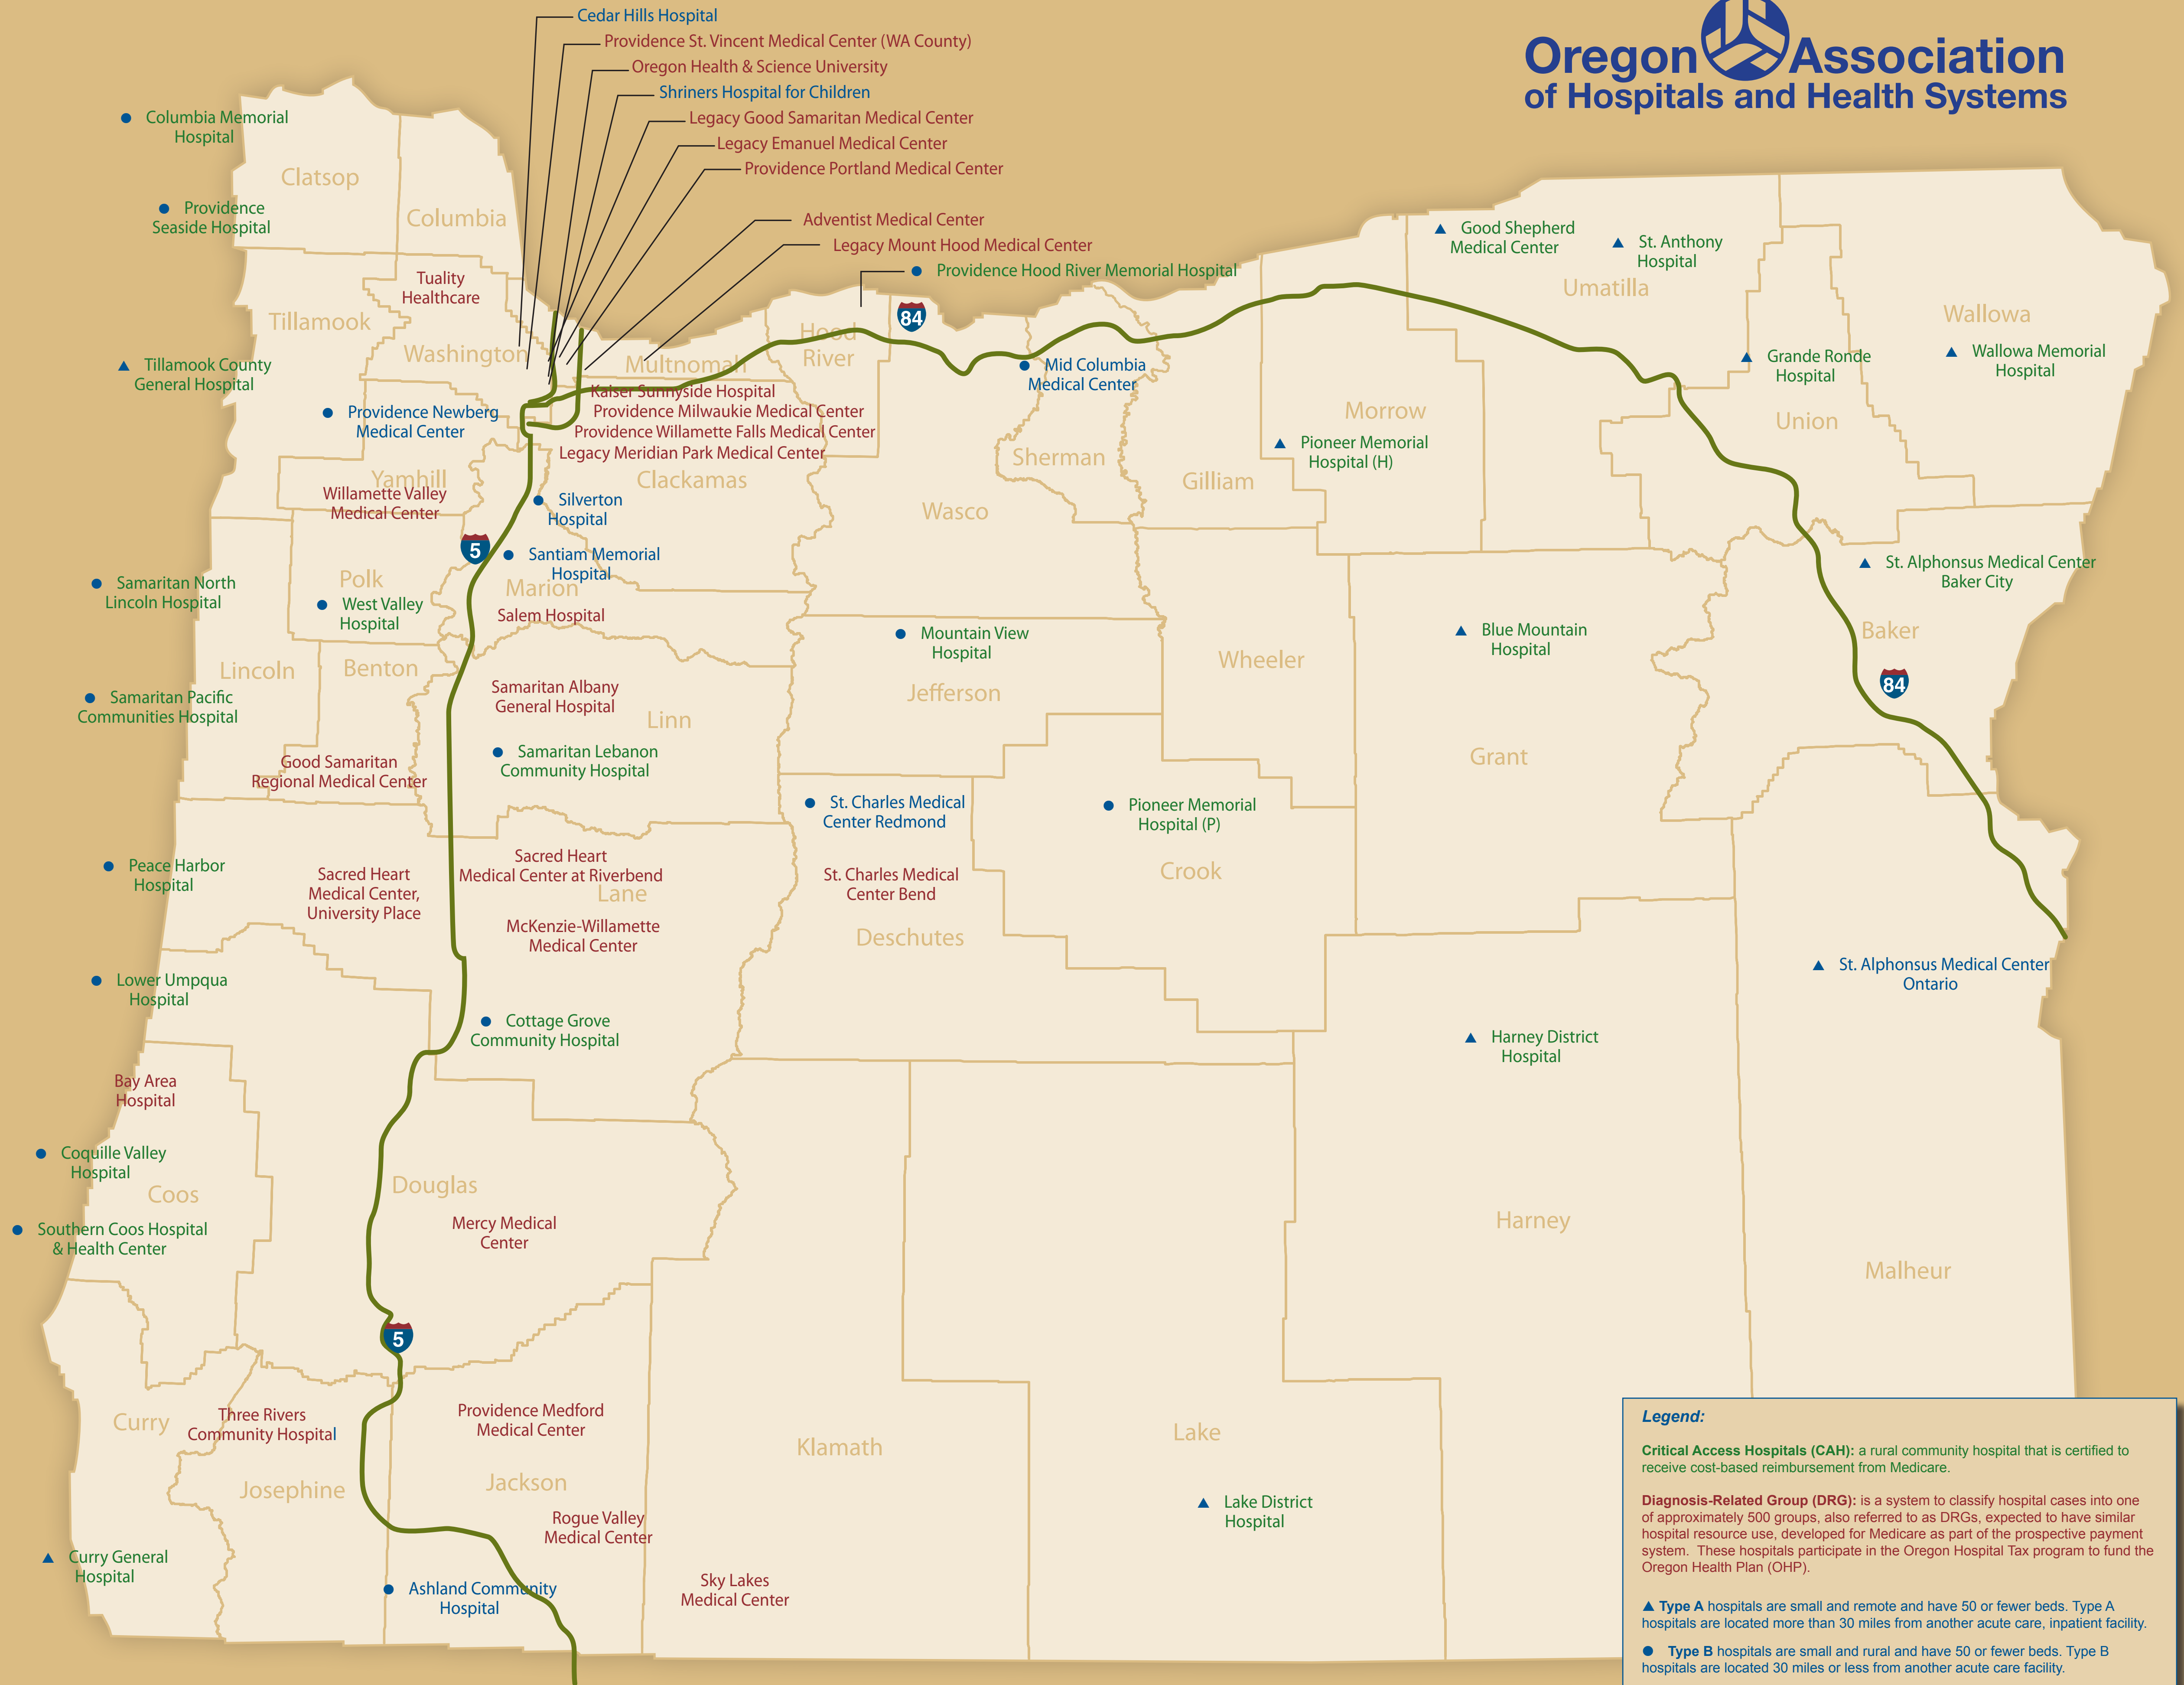 Oregon Association
of Hospitals and Health Systems
Cedar Hills Hospital
Providence St. Vincent Medical Center (WA County)
Oregon Health & Science University
Shriners Hospital for Children
Legacy Good Samaritan Medical Center
Legacy Emanuel Medical Center
Providence Portland Medical Center
Adventist Medical Center
Legacy Mount Hood Medical Center
Providence Hood River Memorial Hospital
Columbia Memorial
Hospital
Clatsop
Providence
Seaside Hospital
Columbia
Tuality
Healthcare
Tillamook
Washington
Multnomah
Hood
River
84
Good Shepherd
Medical Center
St. Anthony
Hospital
Umatilla
Wallowa
Wallowa Memorial
Hospital
Grande Ronde
Hospital
Union
Tillamook County
General Hospital
Mid Columbia
Medical Center
Providence Newberg
Medical Center
Kaiser Sunnyside Hospital
Providence Milwaukie Medical Center
Providence Willamette Falls Medical Center
Legacy Meridian Park Medical Center
Morrow
Pioneer Memorial
Hospital (H)
Sherman
Gilliam
Yamhill
Willamette Valley
Medical Center
Clackamas
Silverton
Hospital
Wasco
5
Santiam Memorial
Hospital
Marion
Salem Hospital
Polk
West Valley
Hospital
Samaritan North
Lincoln Hospital
St. Alphonsus Medical Center
Baker City
Baker
84
Mountain View
Hospital
Jefferson
Wheeler
Blue Mountain
Hospital
Grant
Lincoln
Benton
Samaritan Albany
General Hospital
Linn
Samaritan Pacific
Communities Hospital
Samaritan Lebanon
Community Hospital
Good Samaritan
Regional Medical Center
St. Charles Medical
Center Redmond
Pioneer Memorial
Hospital (P)
Crook
St. Charles Medical
Center Bend
Deschutes
Peace Harbor
Hospital
Sacred Heart
Medical Center,
University Place
Sacred Heart
Medical Center at Riverbend
Lane
McKenzie-Willamette
Medical Center
Lower Umpqua
Hospital
Cottage Grove
Community Hospital
St. Alphonsus Medical Center
Ontario
Harney District
Hospital
Bay Area
Hospital
Coquille Valley
Hospital
Coos
Southern Coos Hospital
& Health Center
Douglas
Mercy Medical
Center
Harney
Malheur
5
Curry
Three Rivers
Community Hospital
Providence Medford
Medical Center
Josephine
Jackson
Rogue Valley
Medical Center
Klamath
Lake
Lake District
Hospital
Curry General
Hospital
Ashland Community
Hospital
Sky Lakes
Medical Center
Legend:
Critical Access Hospitals (CAH): a rural community hospital that is certified to
receive cost-based reimbursement from Medicare.
Diagnosis-Related Group (DRG): is a system to classify hospital cases into one
of approximately 500 groups, also referred to as DRGs, expected to have similar
hospital resource use, developed for Medicare as part of the prospective payment
system. These hospitals participate in the Oregon Hospital Tax program to fund the
Oregon Health Plan (OHP).
▲ Type A hospitals are small and remote and have 50 or fewer beds. Type A
hospitals are located more than 30 miles from another acute care, inpatient facility.
● Type B hospitals are small and rural and have 50 or fewer beds. Type B
hospitals are located 30 miles or less from another acute care facility.